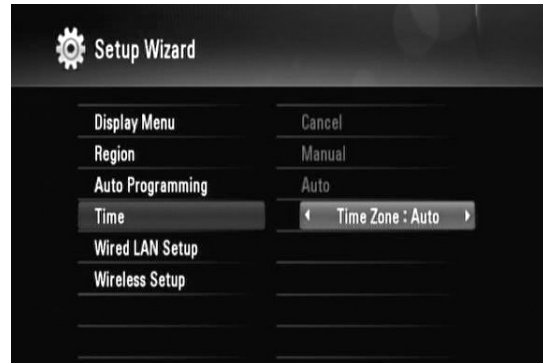 Setup Wizard
Display Menu
Cancel
Region
Manual
Auto Programming
Auto
Time
Time Zone : Auto
Wired LAN Setup
Wireless Setup